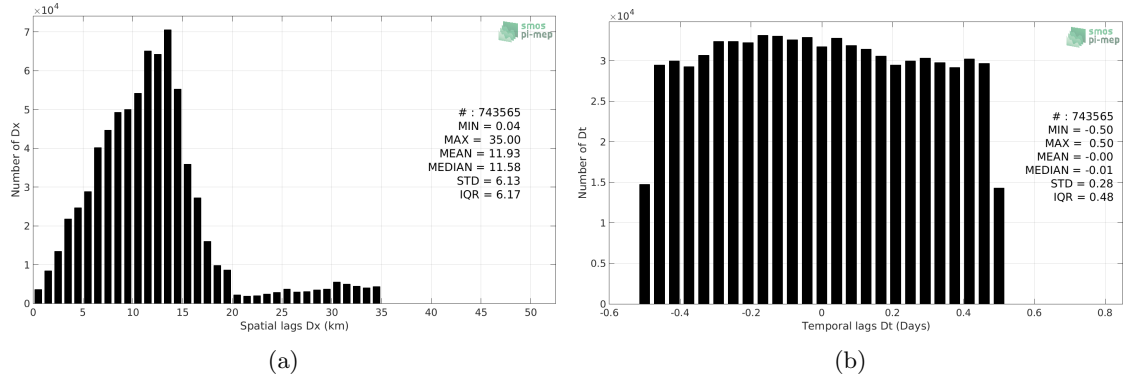 ×10⁴
7
6
5
4
3
2
1
0
Number of Dx
smos
pi-mep
# : 743565
MIN = 0.04
MAX = 35.00
MEAN = 11.93
MEDIAN = 11.58
STD = 6.13
IQR = 6.17
0 5 10 15 20 25 30 35 40 45 50
Spatial lags Dx (km)
(a)
×10⁴
3
2.5
2
1.5
1
0.5
0
Number of Dt
smos
pi-mep
# : 743565
MIN = -0.50
MAX = 0.50
MEAN = -0.00
MEDIAN = -0.01
STD = 0.28
IQR = 0.48
-0.6 -0.4 -0.2 0 0.2 0.4 0.6 0.8
Temporal lags Dt (Days)
(b)